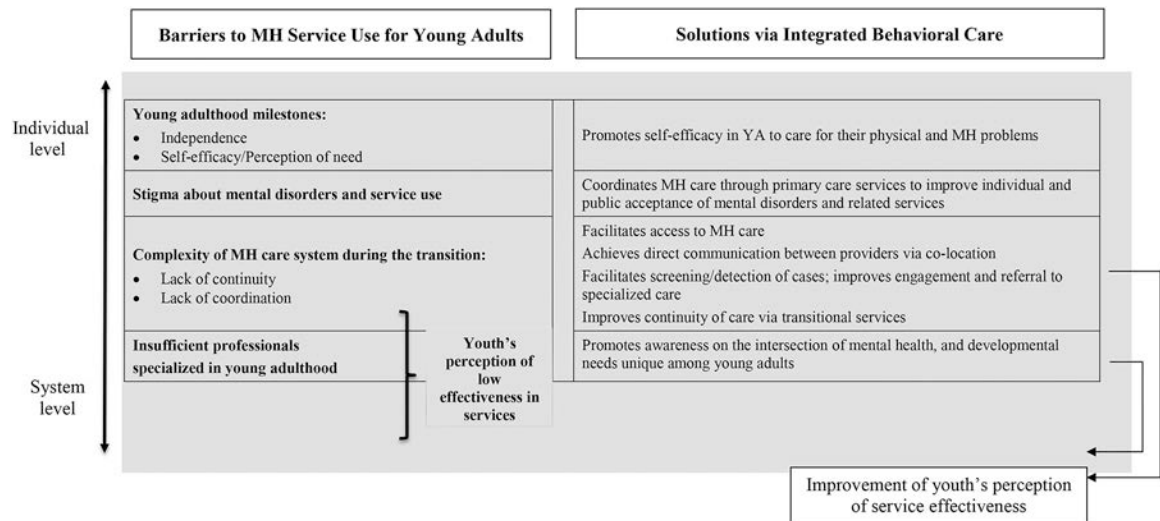 Barriers to MH Service Use for Young Adults
Solutions via Integrated Behavioral Care
Individual
level
Young adulthood milestones:
• Independence
• Self-efficacy/Perception of need
Promotes self-efficacy in YA to care for their physical and MH problems
Stigma about mental disorders and service use
Coordinates MH care through primary care services to improve individual and
public acceptance of mental disorders and related services
Complexity of MH care system during the transition:
• Lack of continuity
• Lack of coordination
Facilitates access to MH care
Achieves direct communication between providers via co-location
Facilitates screening/detection of cases; improves engagement and referral to
specialized care
Improves continuity of care via transitional services
Insufficient professionals
specialized in young adulthood
Youth's
perception of
low
effectiveness in
services
Promotes awareness on the intersection of mental health, and developmental
needs unique among young adults
System
level
Improvement of youth's perception
of service effectiveness